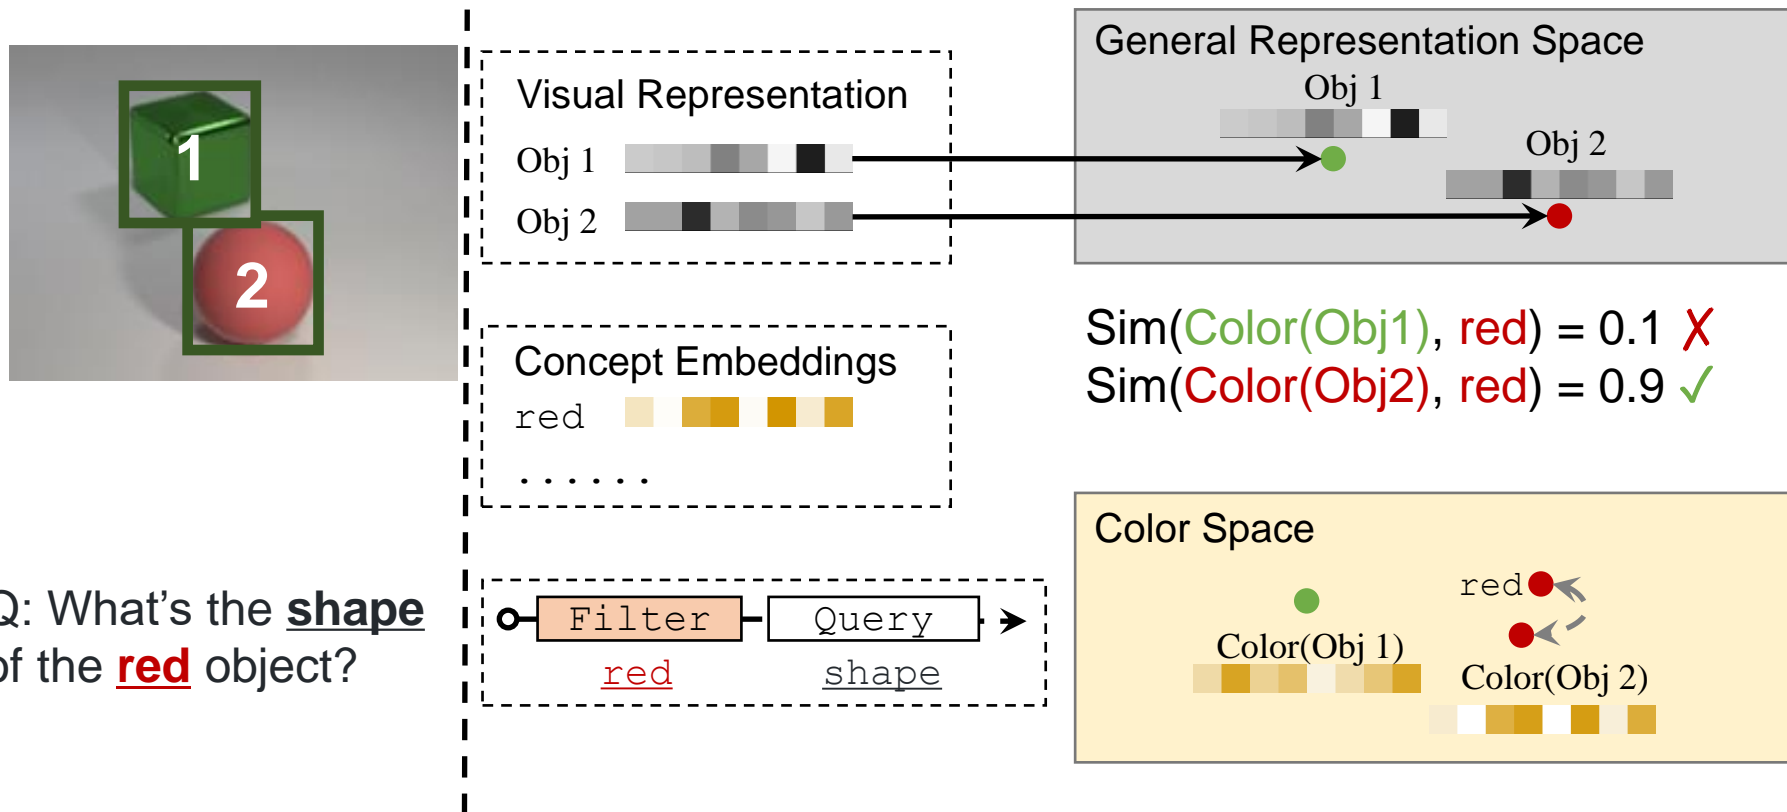 1
2
Q: What's the shape
of the red object?
Visual Representation
Obj 1
Obj 2
Concept Embeddings
red
......
Filter
Query
red
shape
General Representation Space
Obj 1
Obj 2
Sim(Color(Obj1), red) = 0.1 ✗
Sim(Color(Obj2), red) = 0.9 ✓
Color Space
red
Color(Obj 1)
Color(Obj 2)